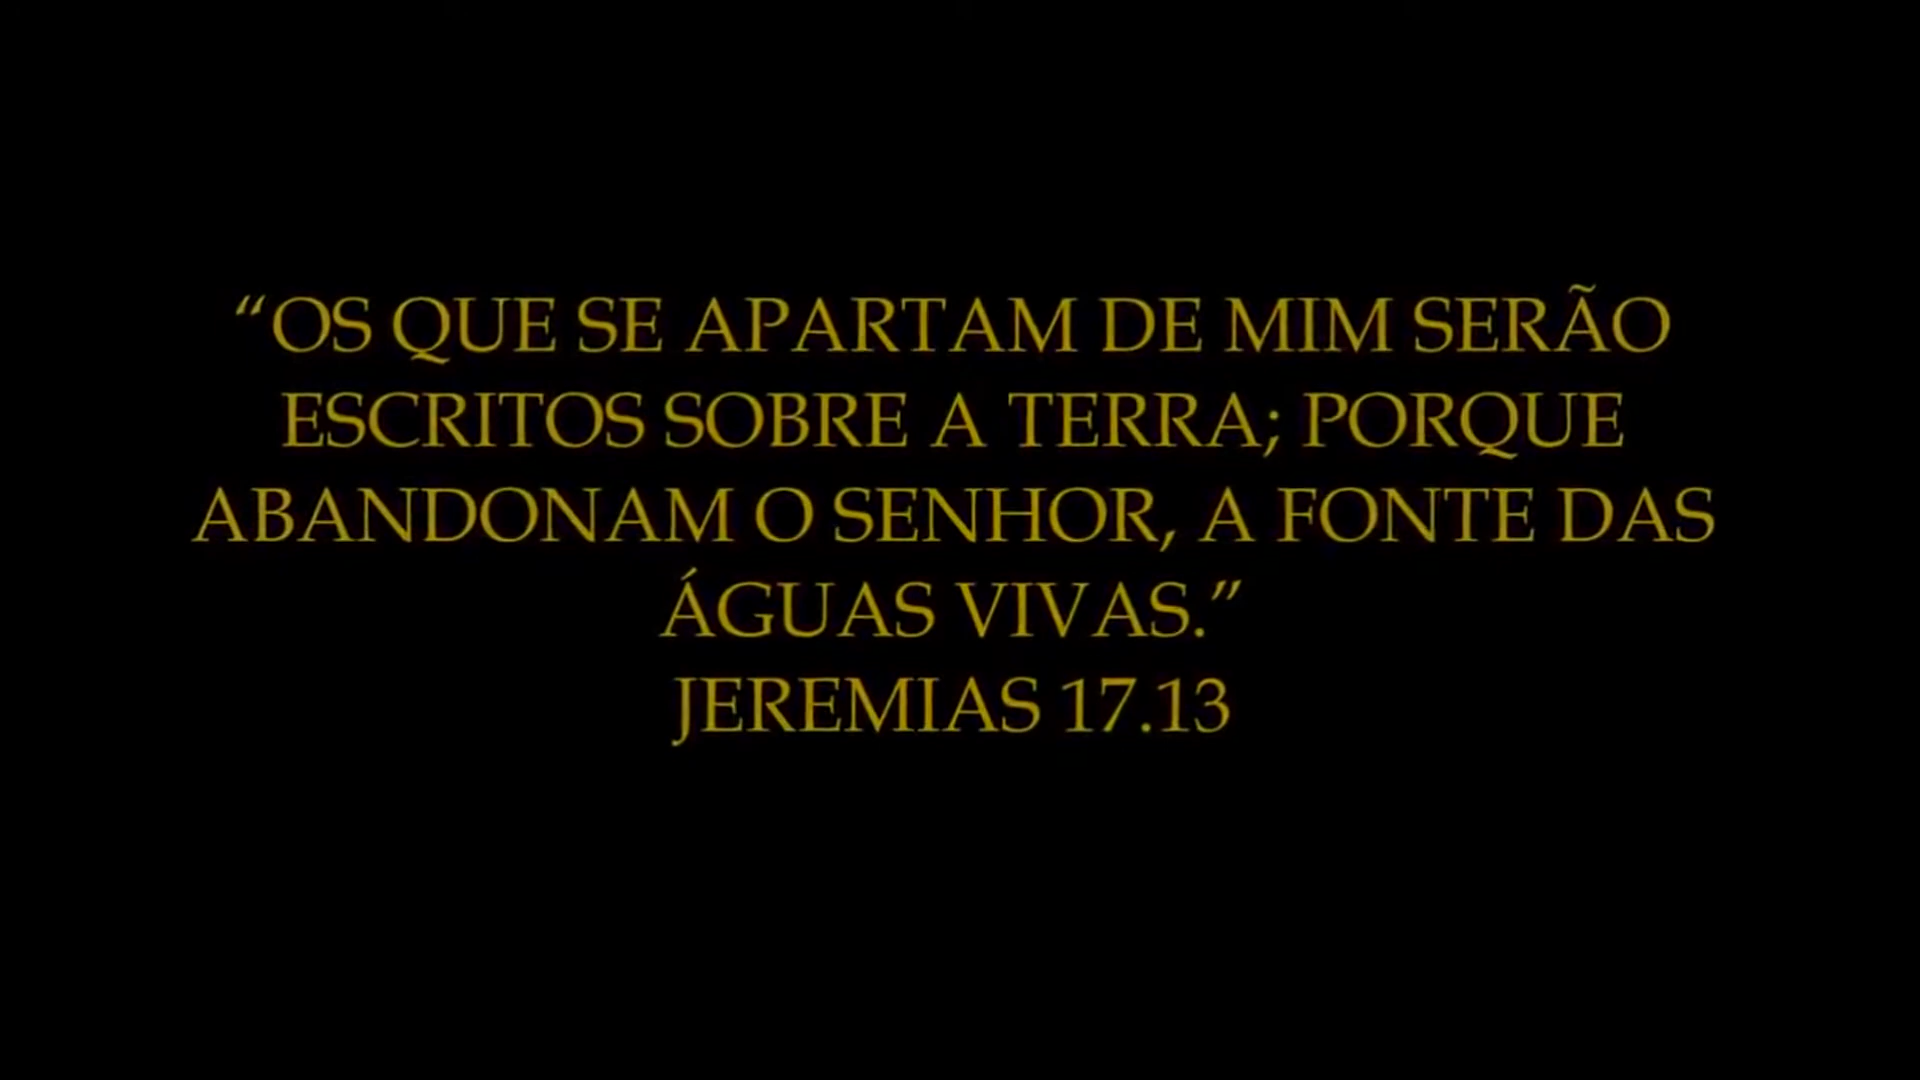 “OS QUE SE APARTAM DE MIM SERÃO
ESCRITOS SOBRE A TERRA; PORQUE
ABANDONAM O SENHOR, A FONTE DAS
ÁGUAS VIVAS.”
JEREMIAS 17.13